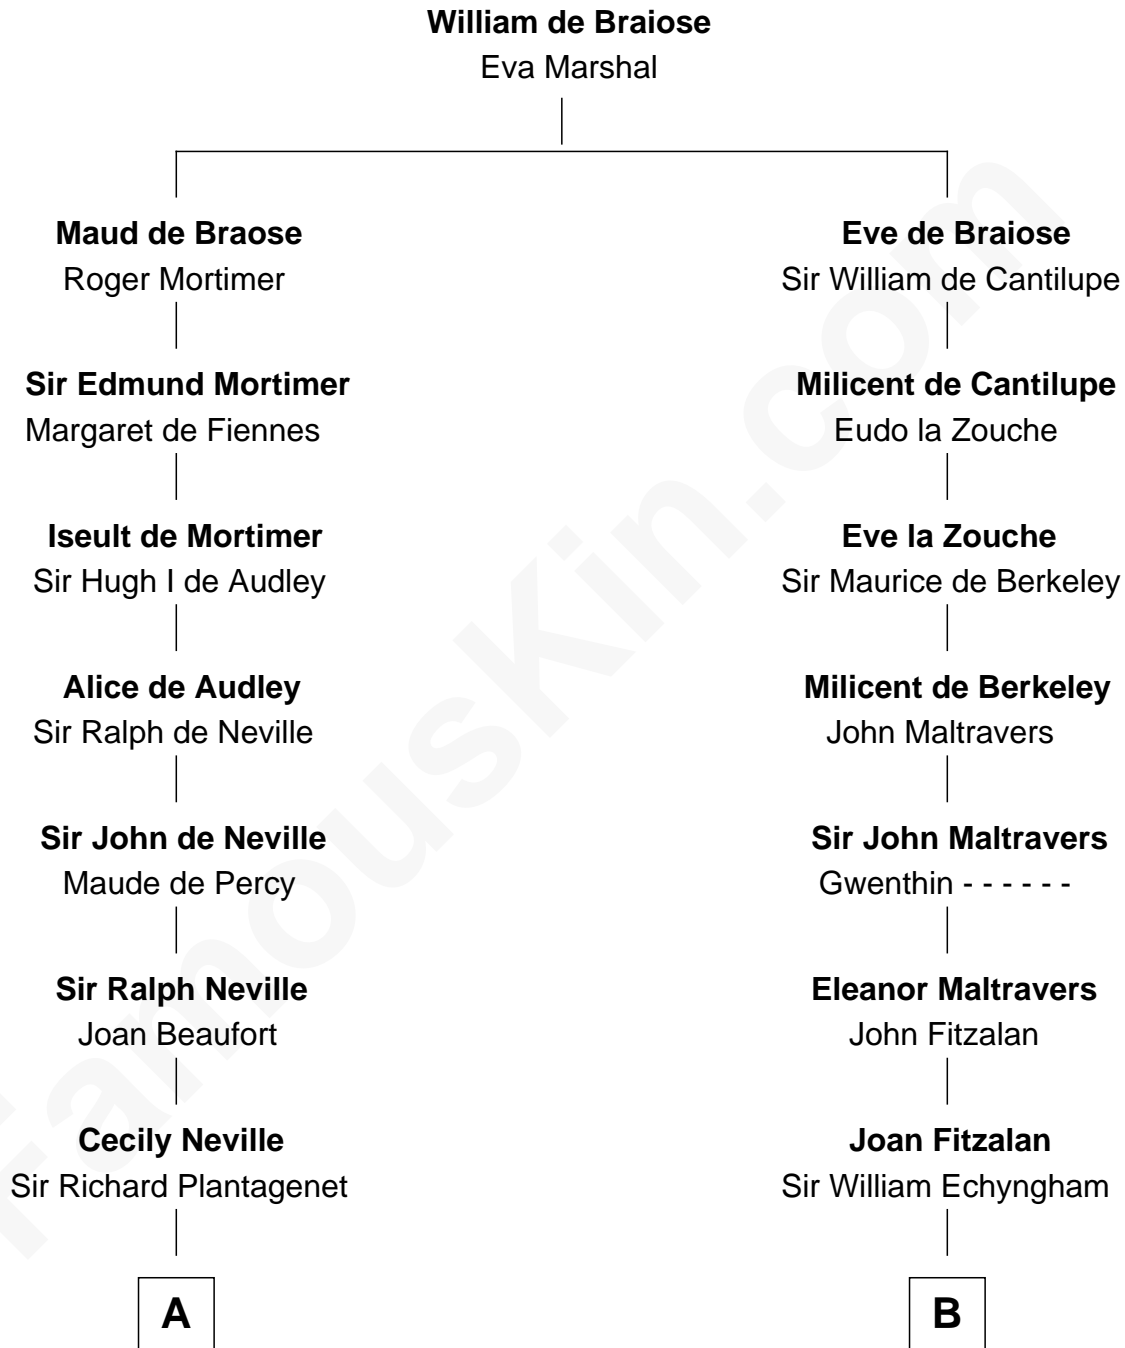 William de Braiose
Eva Marshal
Maud de Braose
Roger Mortimer
Eve de Braiose
Sir William de Cantilupe
Sir Edmund Mortimer
Margaret de Fiennes
Milicent de Cantilupe
Eudo la Zouche
Iseult de Mortimer
Sir Hugh I de Audley
Eve la Zouche
Sir Maurice de Berkeley
Alice de Audley
Sir Ralph de Neville
Milicent de Berkeley
John Maltravers
Sir John de Neville
Maude de Percy
Sir John Maltravers
Gwenthin - - - - - -
Sir Ralph Neville
Joan Beaufort
Eleanor Maltravers
John Fitzalan
Cecily Neville
Sir Richard Plantagenet
Joan Fitzalan
Sir William Echyngham
A
B
FamousKin.com